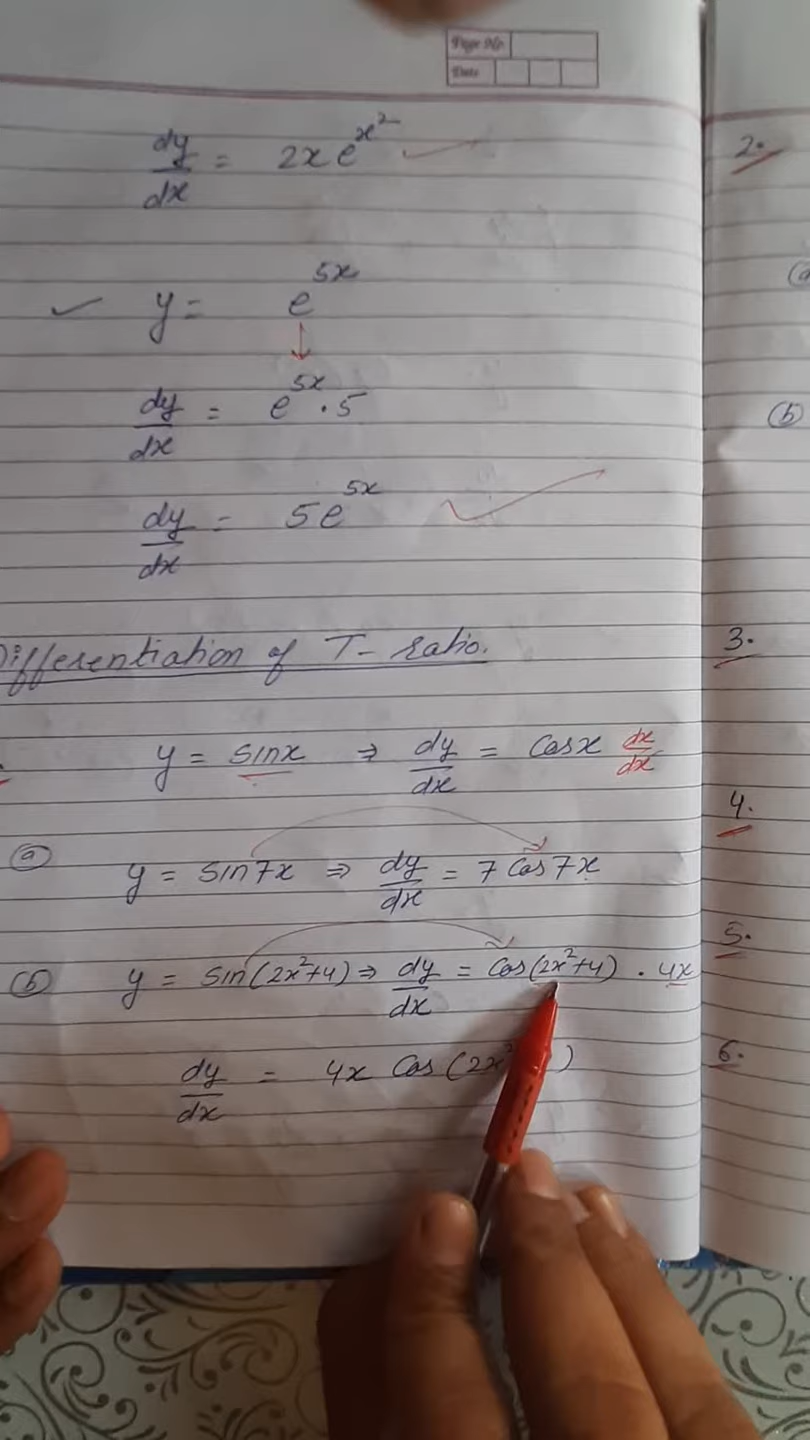 Page No
Date
dy/dx = 2x e^x²
y = e^5x
dy/dx = e^5x · 5
dy/dx = 5e^5x
Differentiation of T-ratio.
y = sinx ⇒ dy/dx = Cosx dx/dx
(a) y = sin7x ⇒ dy/dx = 7 Cos7x
(b) y = sin(2x²+4) ⇒ dy/dx = Cos(2x²+4) · 4x
dy/dx = 4x Cos(2x² )
2.
(a
(b)
3.
4.
5.
6.